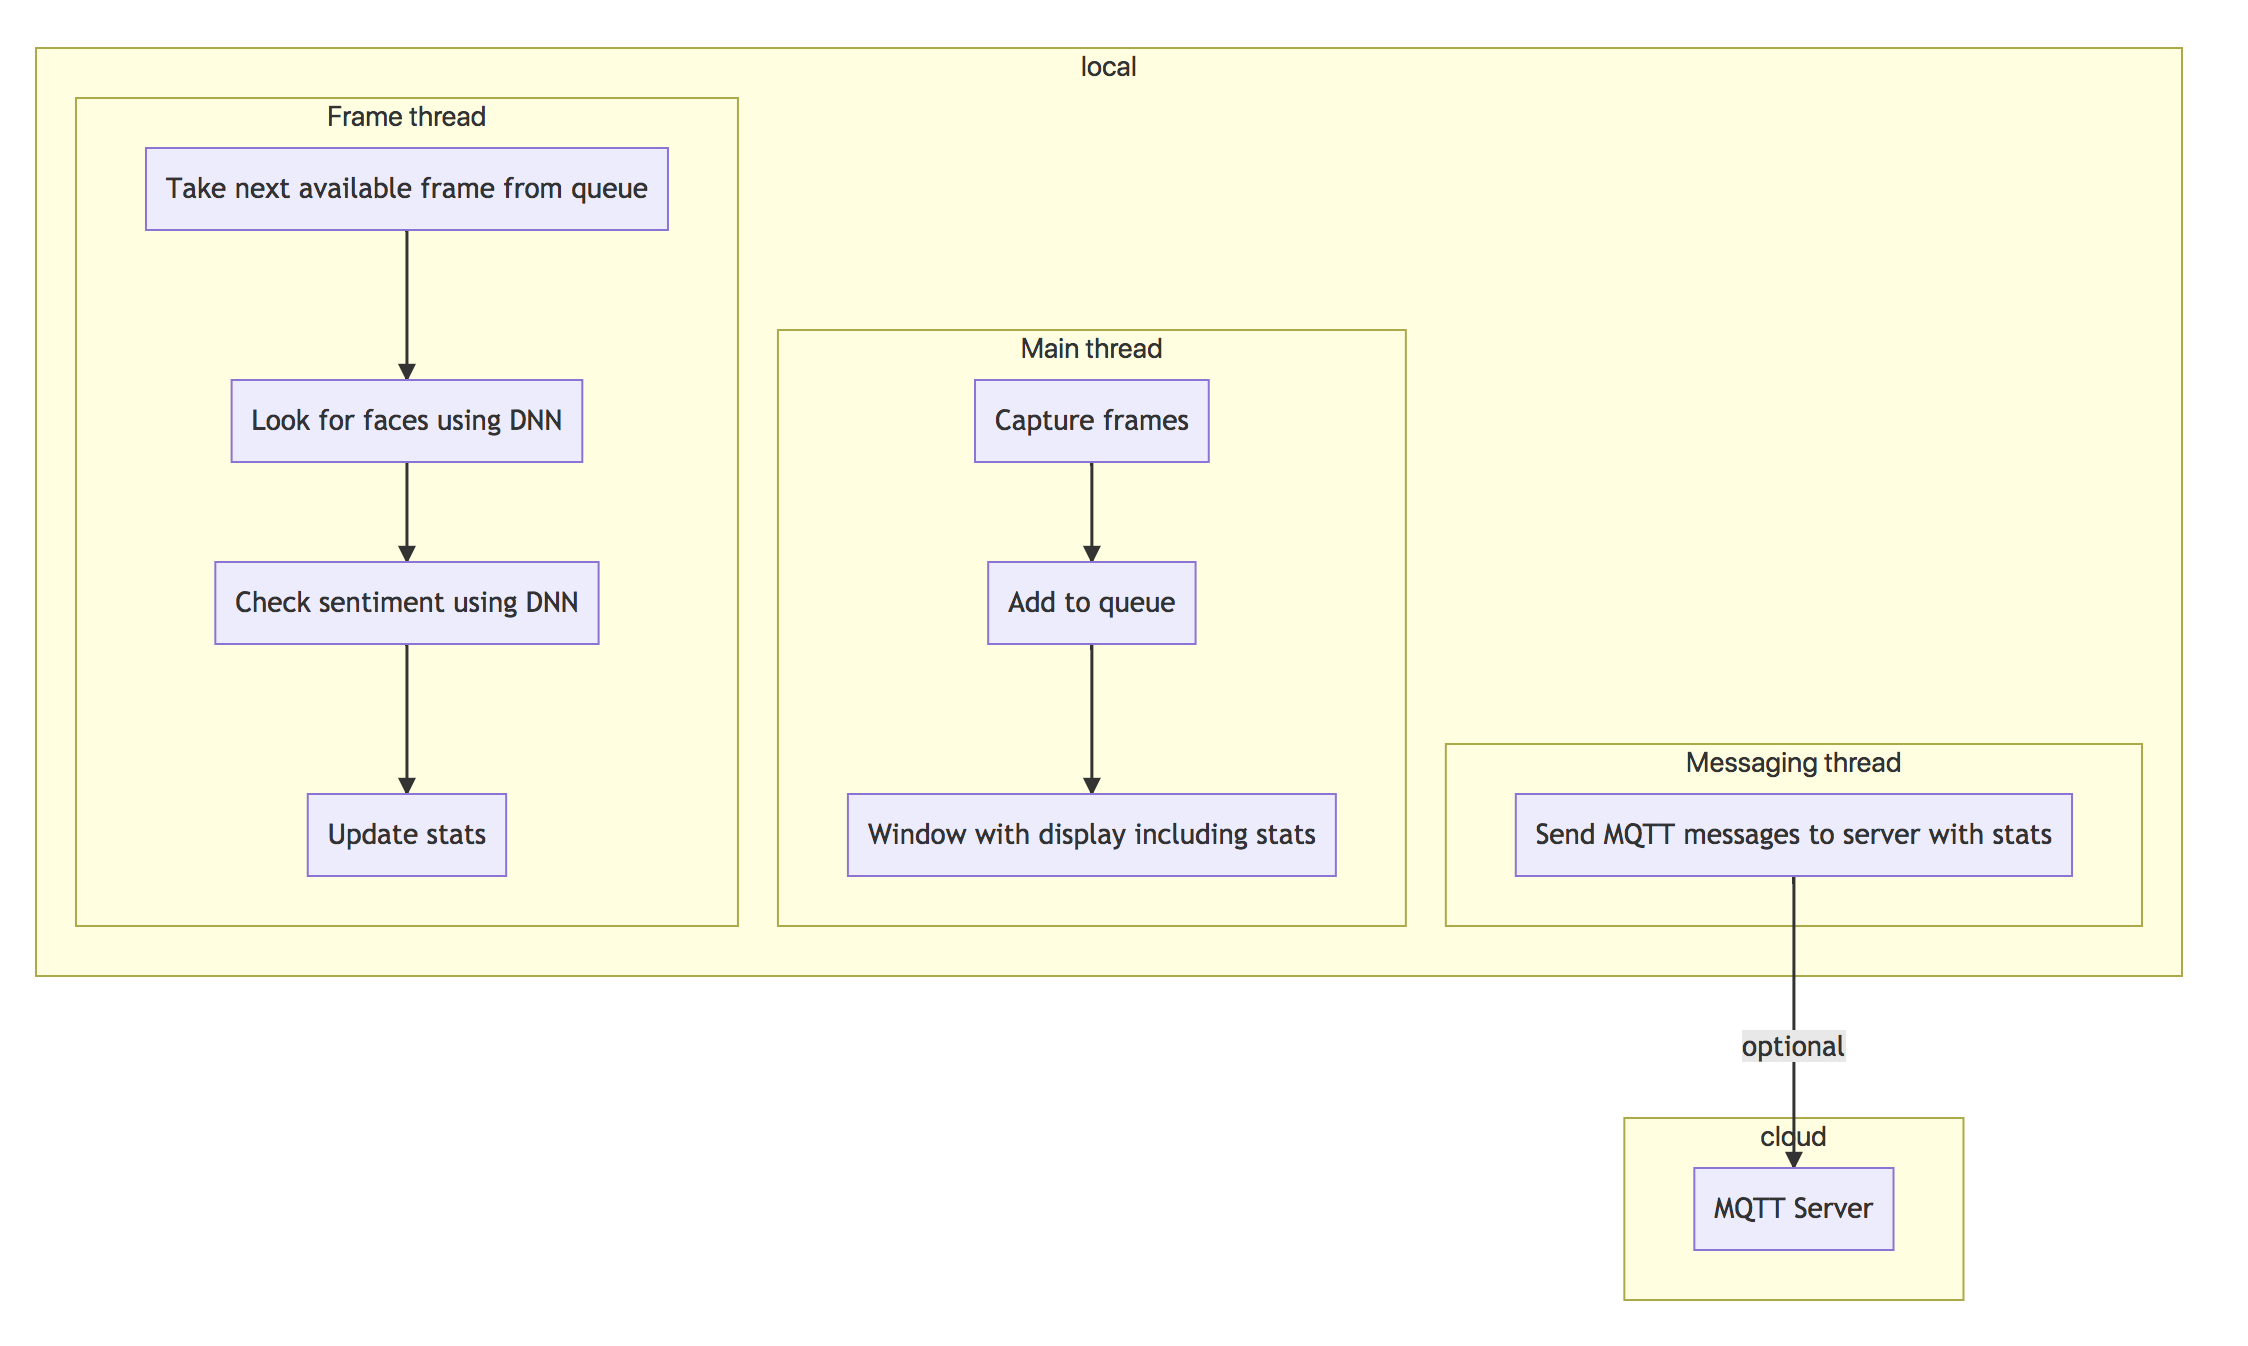 local
Frame thread
Take next available frame from queue
Look for faces using DNN
Check sentiment using DNN
Update stats
Main thread
Capture frames
Add to queue
Window with display including stats
Messaging thread
Send MQTT messages to server with stats
optional
cloud
MQTT Server